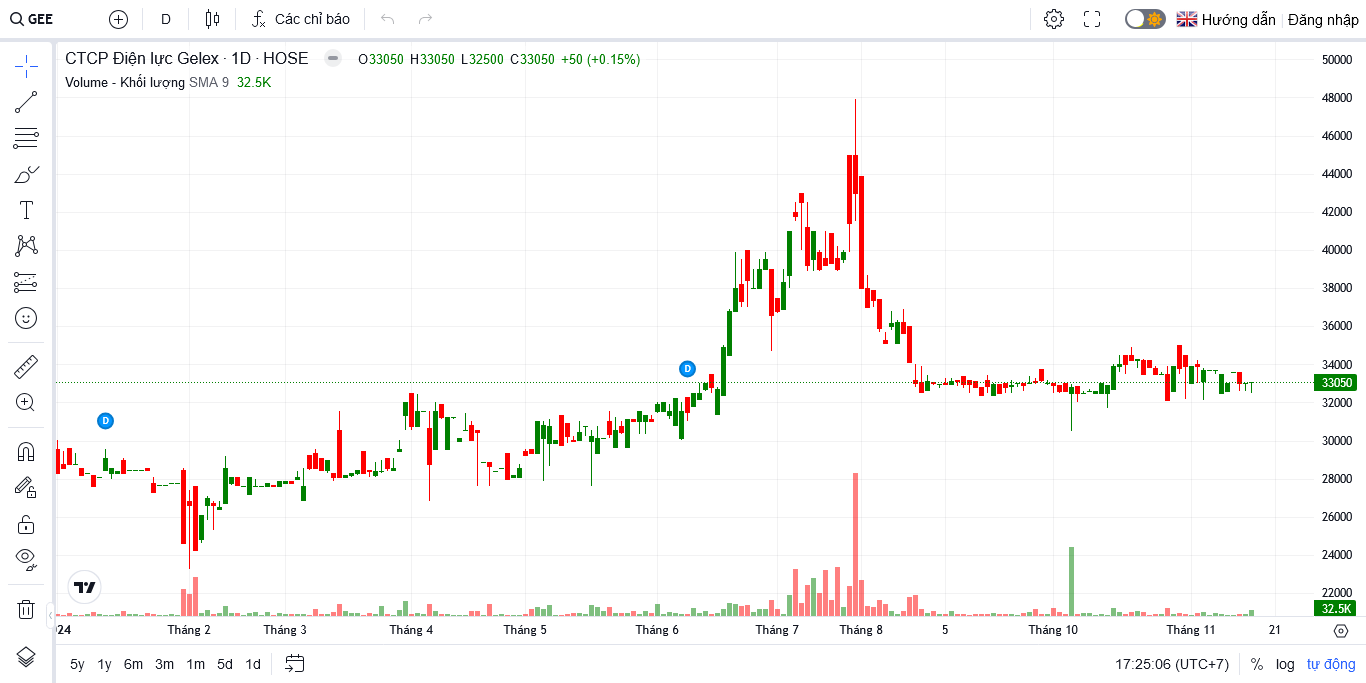 GEE D Các chỉ báo Hướng dẫn Đăng nhập
CTCP Điện lực Gelex · 1D · HOSE O33050 H33050 L32500 C33050 +50 (+0.15%)
Volume - Khối lượng SMA 9 32.5K
50000
48000
46000
44000
42000
40000
38000
36000
34000
33050
32000
30000
28000
26000
24000
22000
32.5K
D
D
024 Tháng 2 Tháng 3 Tháng 4 Tháng 5 Tháng 6 Tháng 7 Tháng 8 5 Tháng 10 Tháng 11 21
5y 1y 6m 3m 1m 5d 1d 17:25:06 (UTC+7) % log tự động